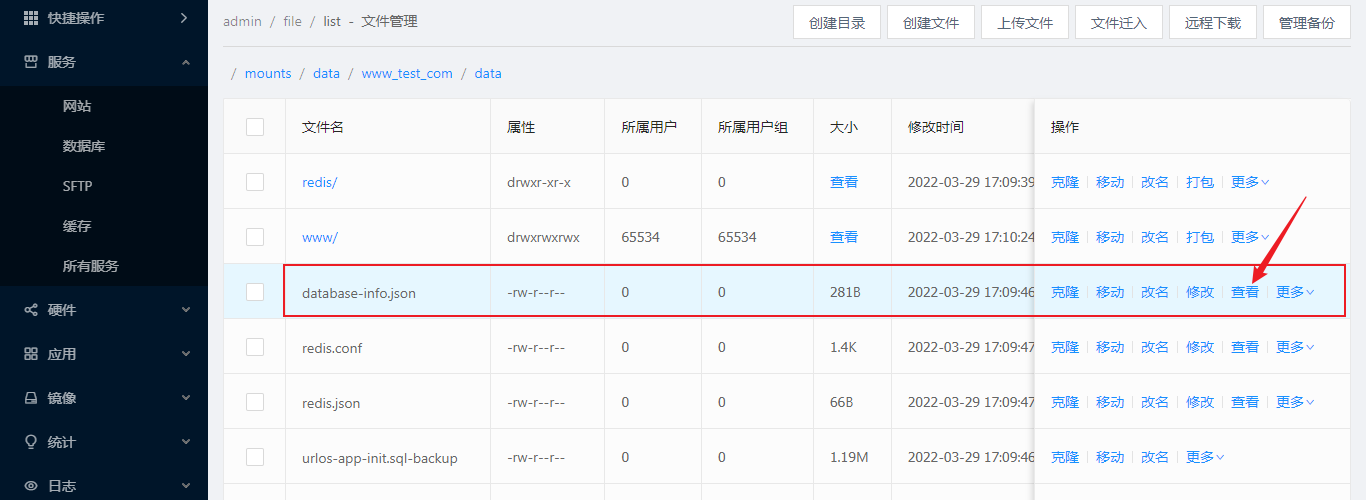 快捷操作
服务
网站
数据库
SFTP
缓存
所有服务
硬件
应用
镜像
统计
日志
admin / file / list - 文件管理
创建目录 创建文件 上传文件 文件迁入 远程下载 管理备份
/ mounts / data / www_test_com / data
文件名 属性 所属用户 所属用户组 大小 修改时间 操作
redis/ drwxr-xr-x 0 0 查看 2022-03-29 17:09:39 克隆 移动 改名 打包 更多
www/ drwxrwxrwx 65534 65534 查看 2022-03-29 17:10:24 克隆 移动 改名 打包 更多
database-info.json -rw-r--r-- 0 0 281B 2022-03-29 17:09:46 克隆 移动 改名 修改 查看 更多
redis.conf -rw-r--r-- 0 0 1.4K 2022-03-29 17:09:47 克隆 移动 改名 修改 查看 更多
redis.json -rw-r--r-- 0 0 66B 2022-03-29 17:09:47 克隆 移动 改名 修改 查看 更多
urlos-app-init.sql-backup -rw-r--r-- 0 0 1.19M 2022-03-29 17:09:46 克隆 移动 改名 更多